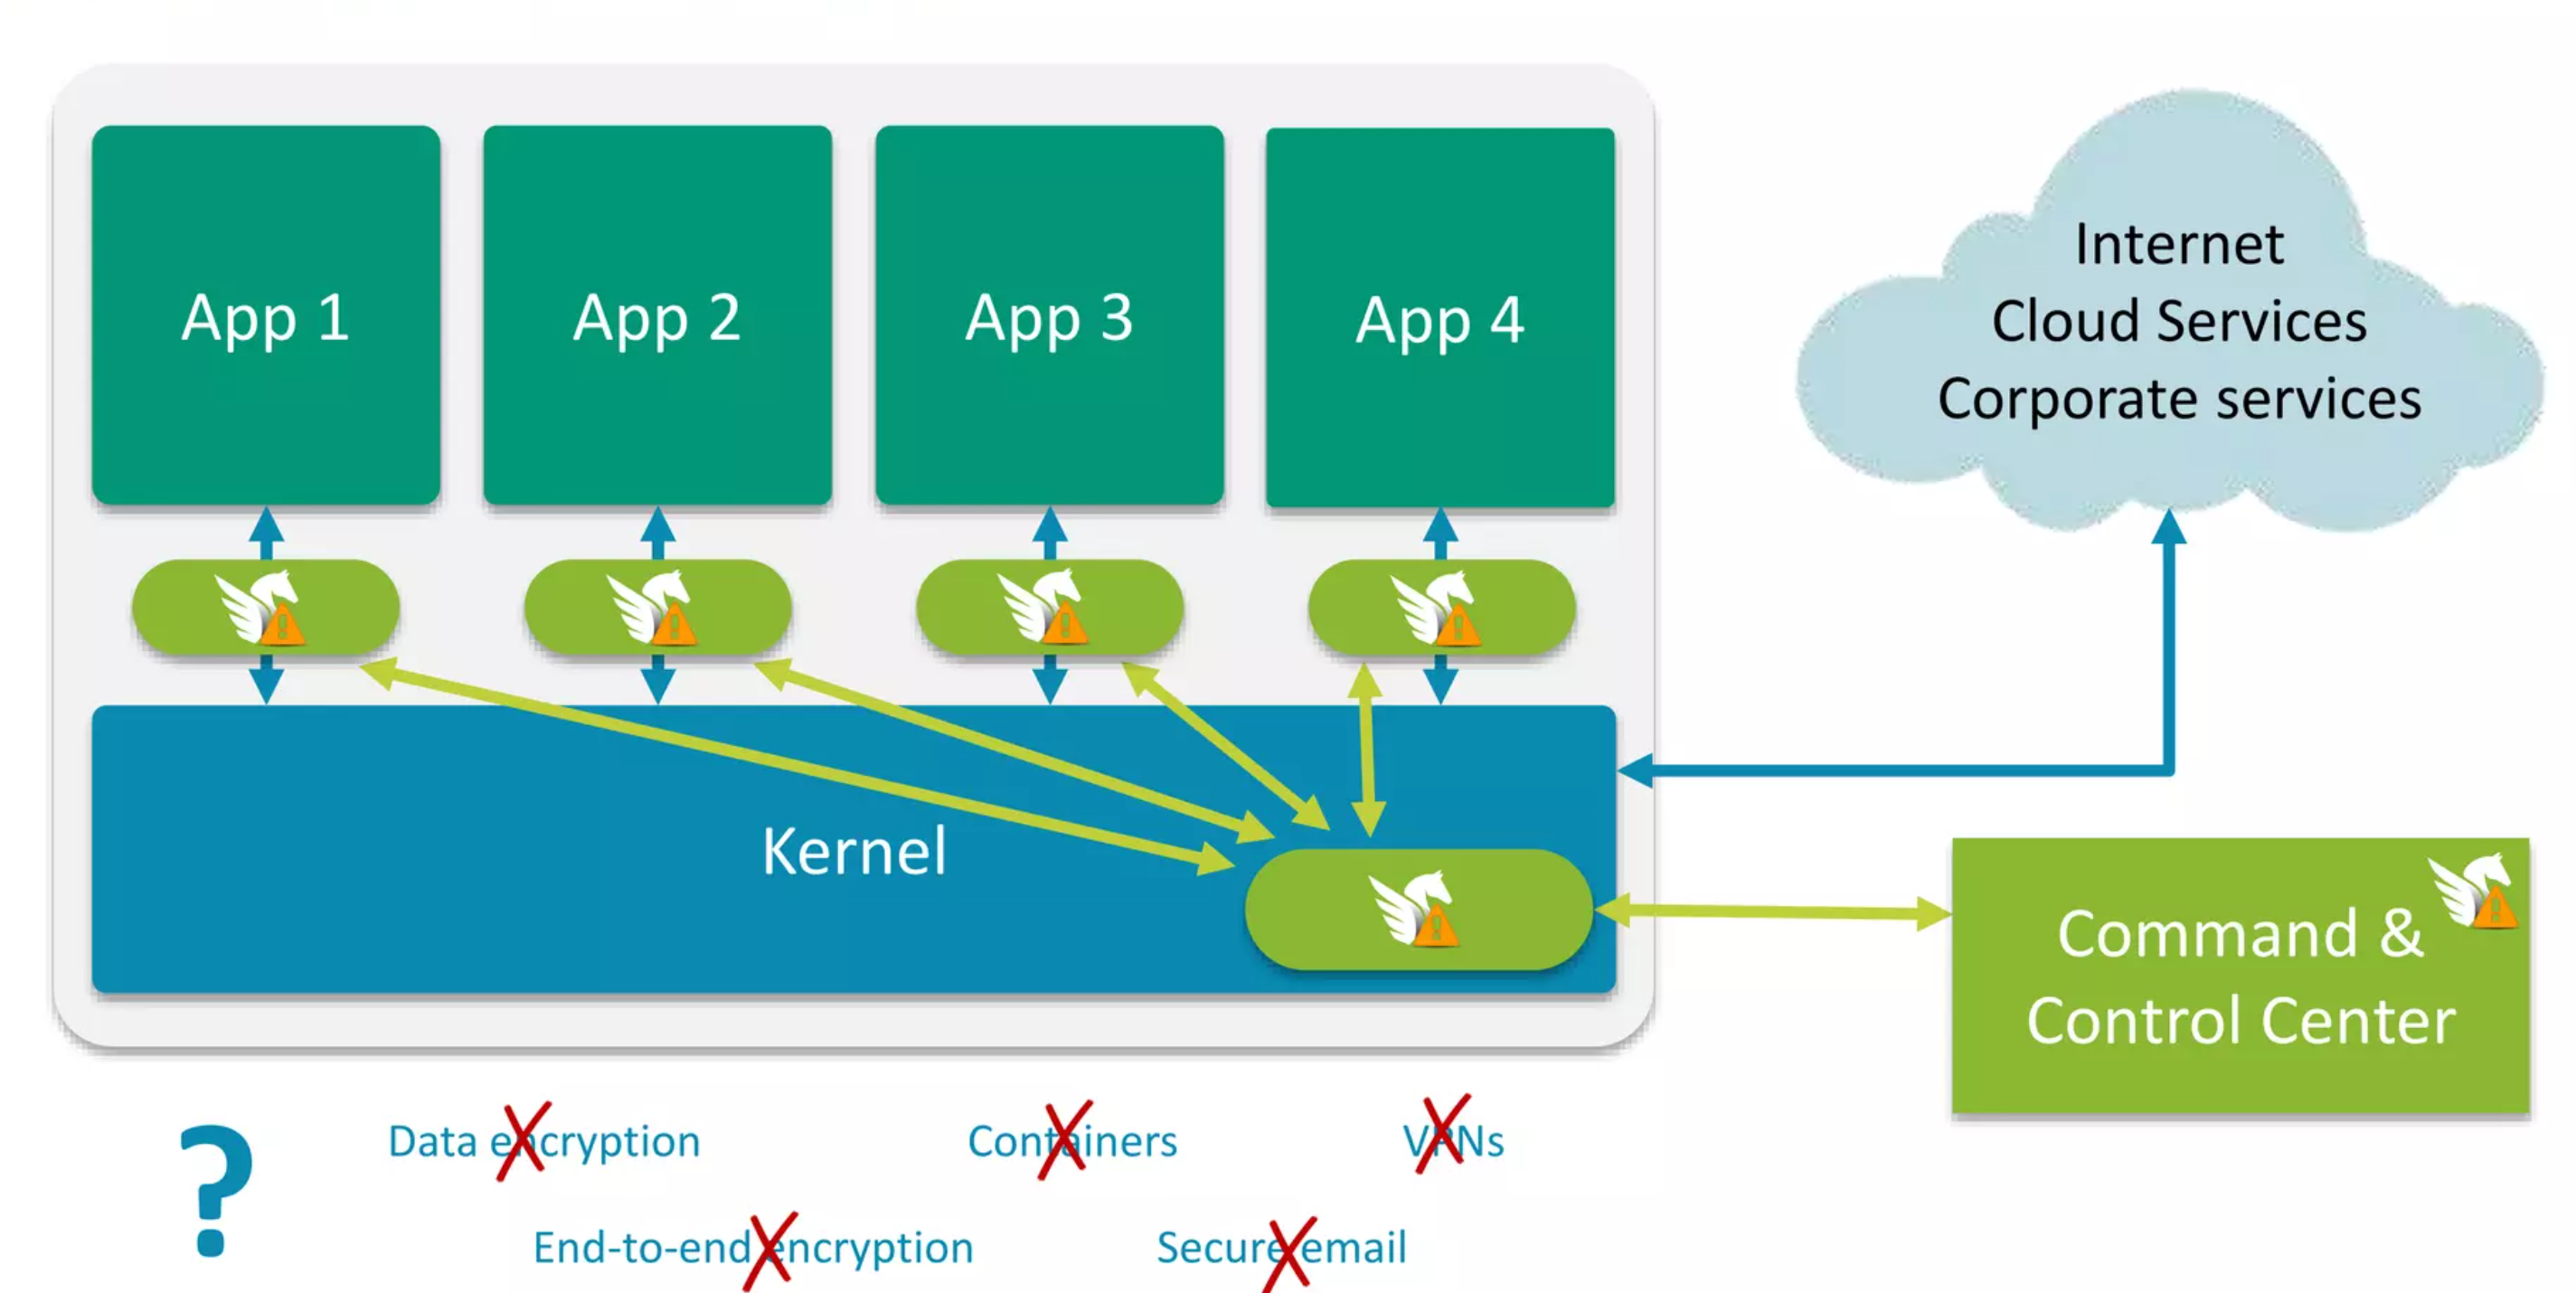 App 1
App 2
App 3
App 4
Internet
Cloud Services
Corporate services
Kernel
Command &
Control Center
?
Data encryption
Containers
VPNs
End-to-end encryption
Secure email